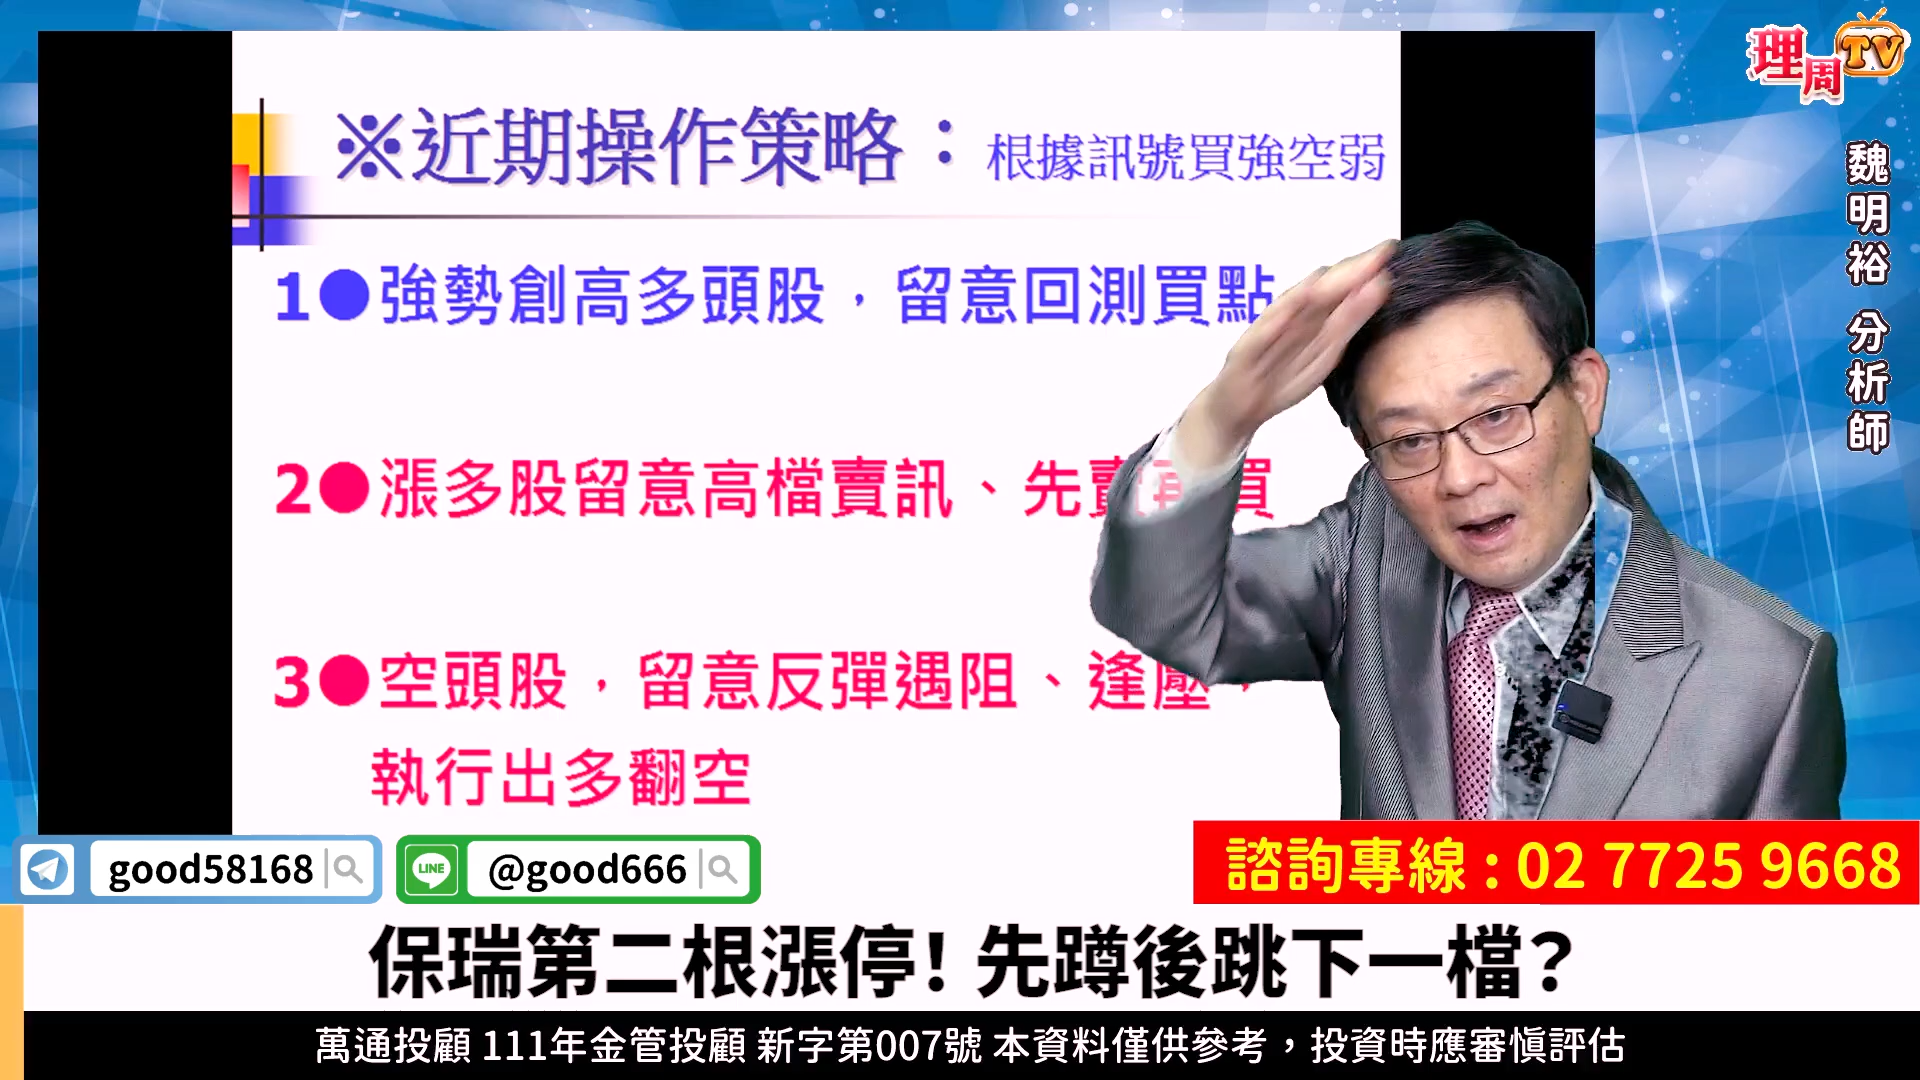 ※近期操作策略：根據訊號買強空弱
1●強勢創高多頭股，留意回測買點
2●漲多股留意高檔賣訊、先賣再買
3●空頭股，留意反彈遇阻、逢壓，
執行出多翻空
理周TV
魏明裕 分析師
good58168
LINE
@good666
諮詢專線：02 7725 9668
保瑞第二根漲停！先蹲後跳下一檔？
萬通投顧 111年金管投顧 新字第007號 本資料僅供參考，投資時應審慎評估